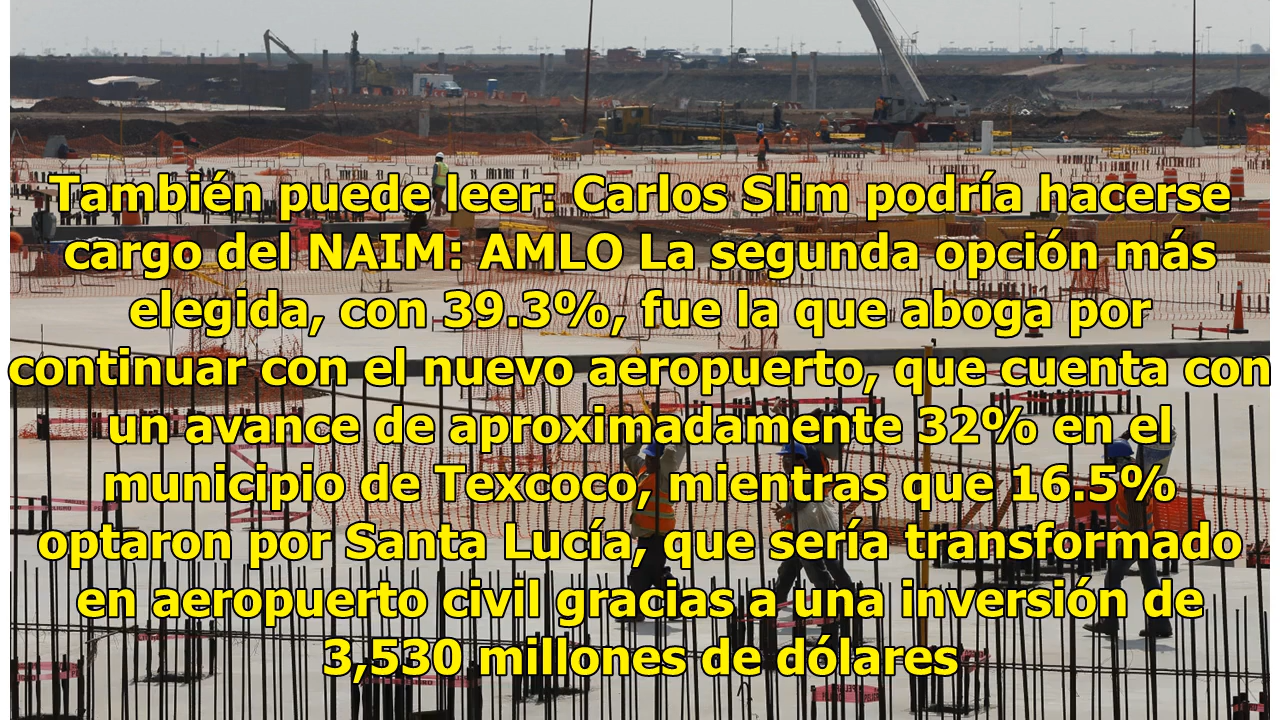 También puede leer: Carlos Slim podría hacerse
cargo del NAIM: AMLO La segunda opción más
elegida, con 39.3%, fue la que aboga por
continuar con el nuevo aeropuerto, que cuenta con
un avance de aproximadamente 32% en el
municipio de Texcoco, mientras que 16.5%
optaron por Santa Lucía, que sería transformado
en aeropuerto civil gracias a una inversión de
3,530 millones de dólares